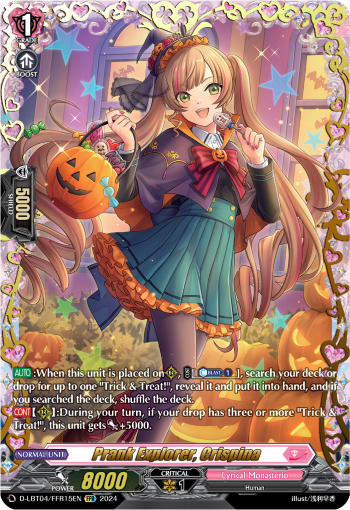 1
GRADE
BOOST
5000
SHIELD
AUTO:When this unit is placed on , COST [C-BLAST 1], search your deck or
drop for up to one "Trick & Treat!", reveal it and put it into hand, and if
you searched the deck, shuffle the deck.
CONT []:During your turn, if your drop has three or more "Trick &
Treat!", this unit gets +5000.
NORMAL UNIT
Prank Explorer, Crispina
POWER 8000
CRITICAL
1
Lyrical Monasterio
Human
D-LBT04/FFR15EN FFR 2024
illust/浅利早香